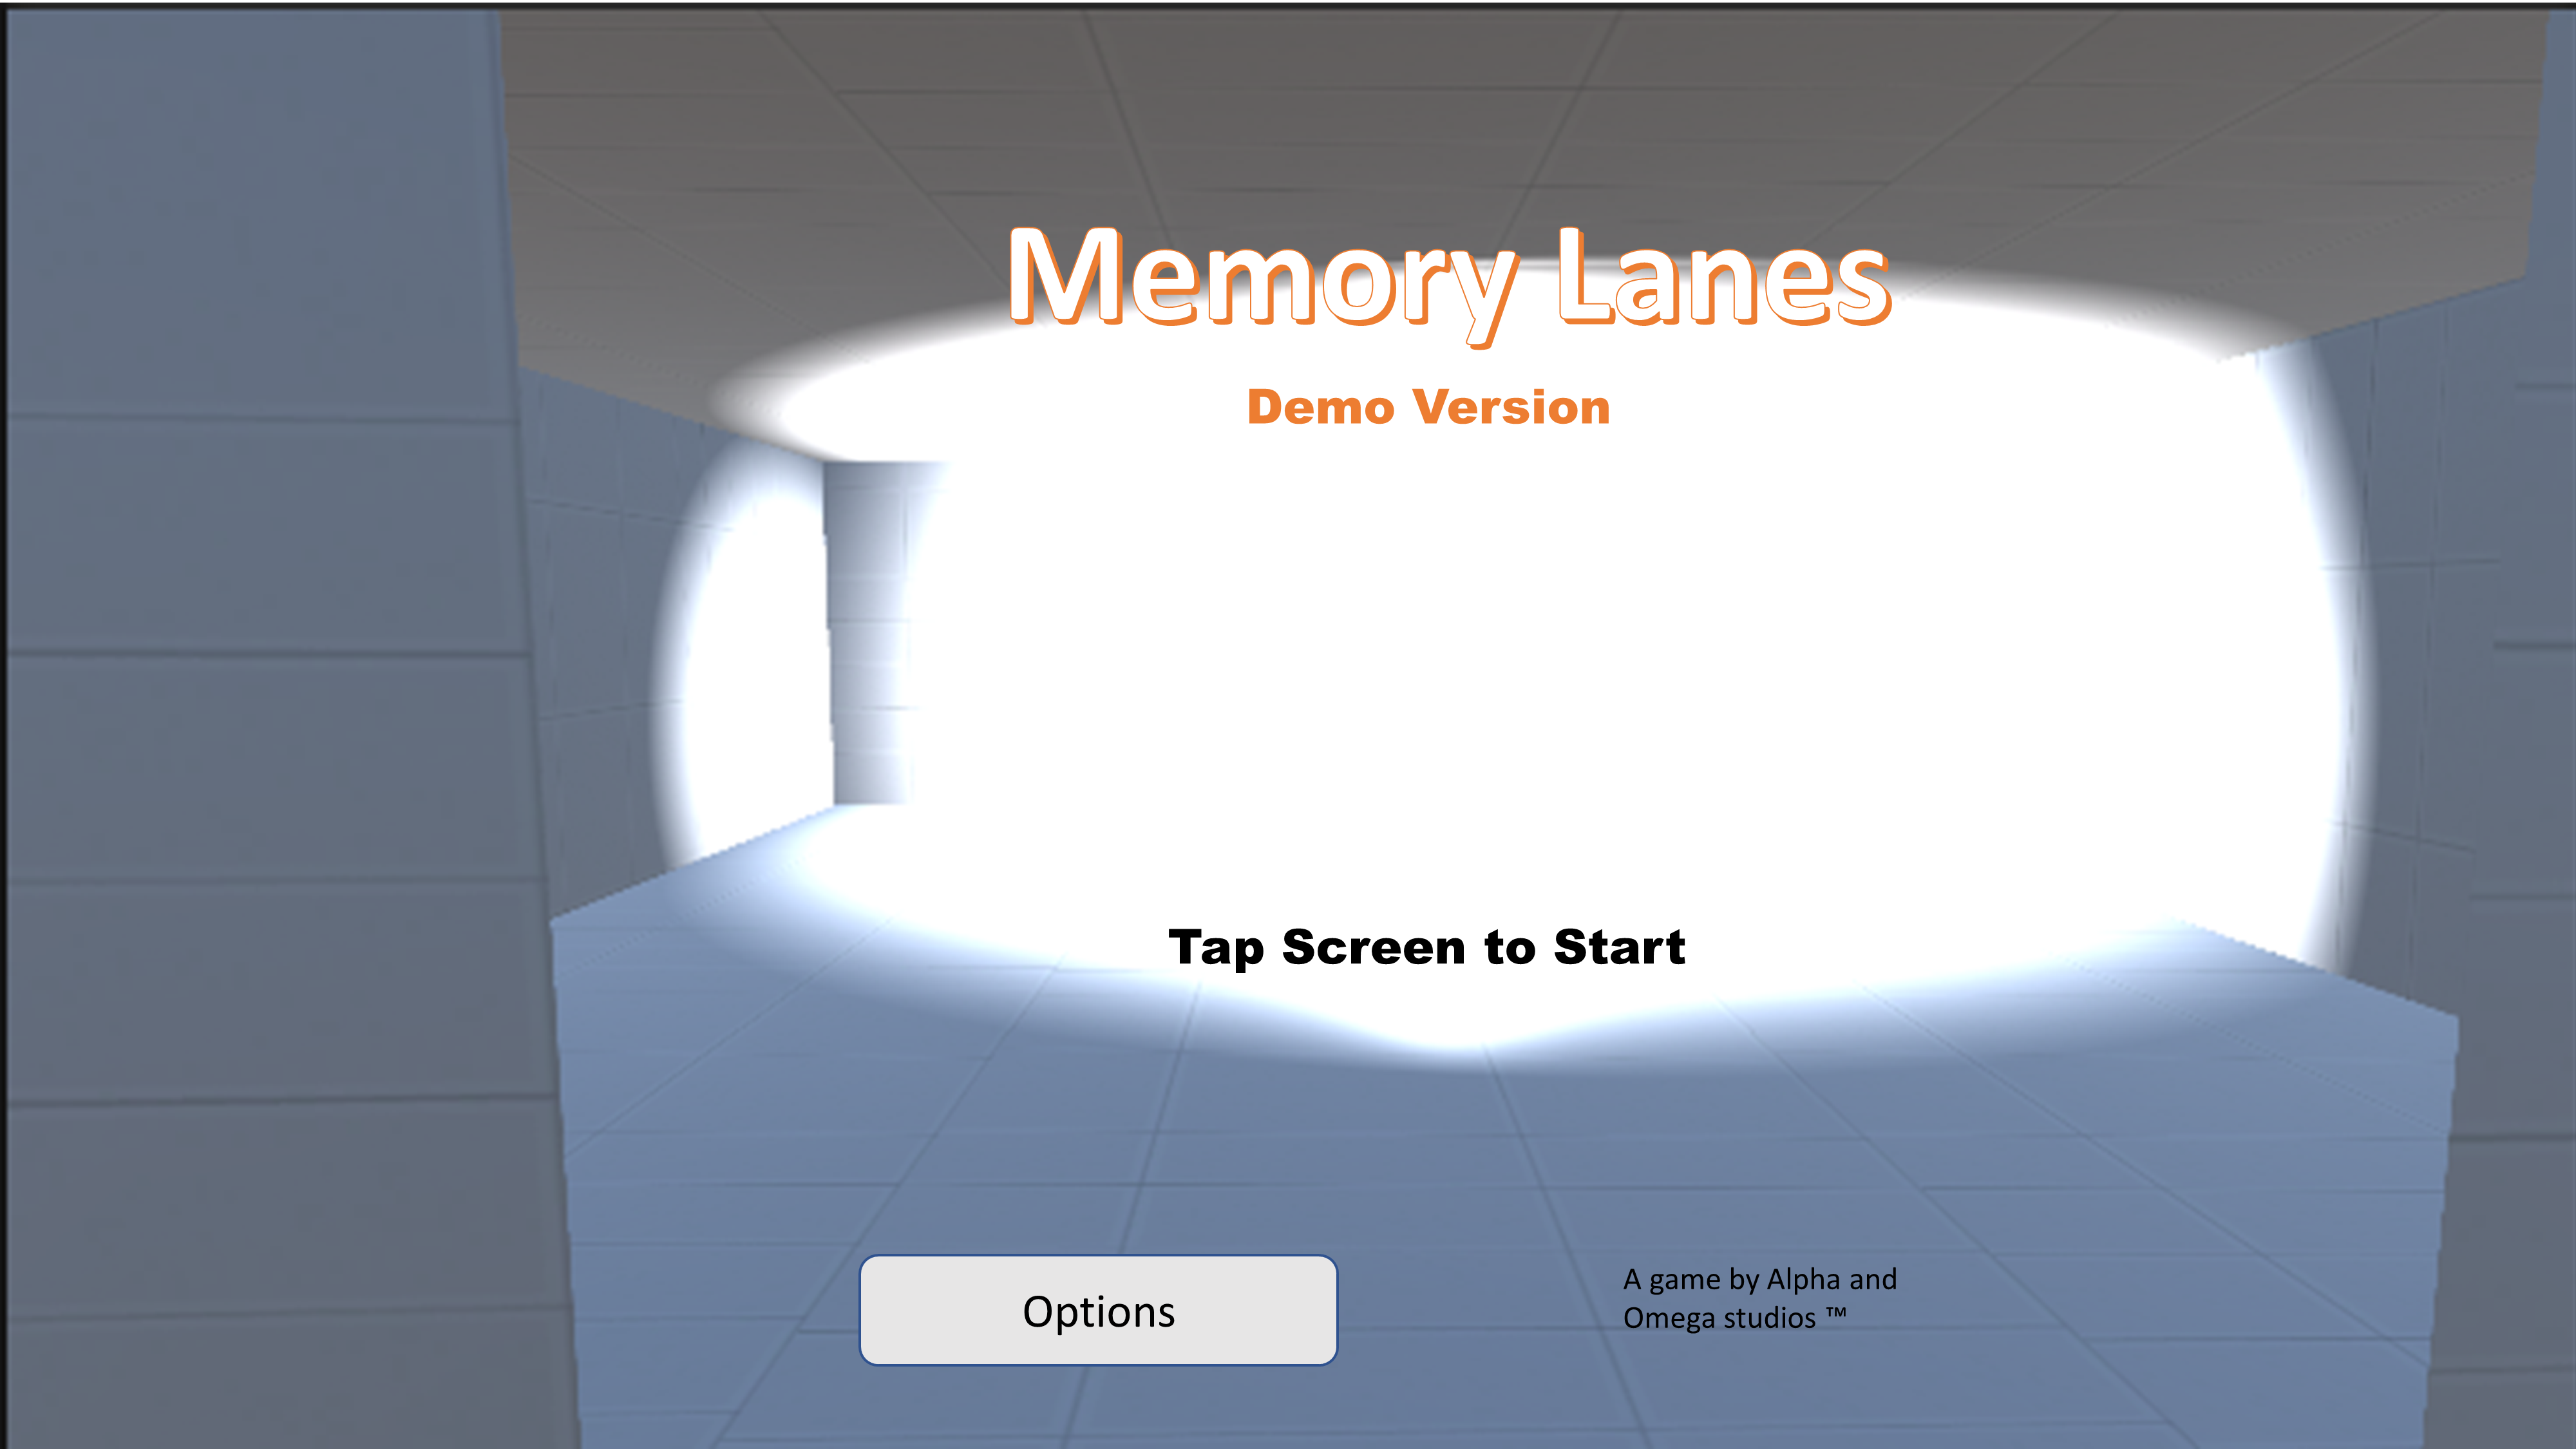 Memory Lanes
Demo Version
Tap Screen to Start
Options
A game by Alpha and
Omega studios ™